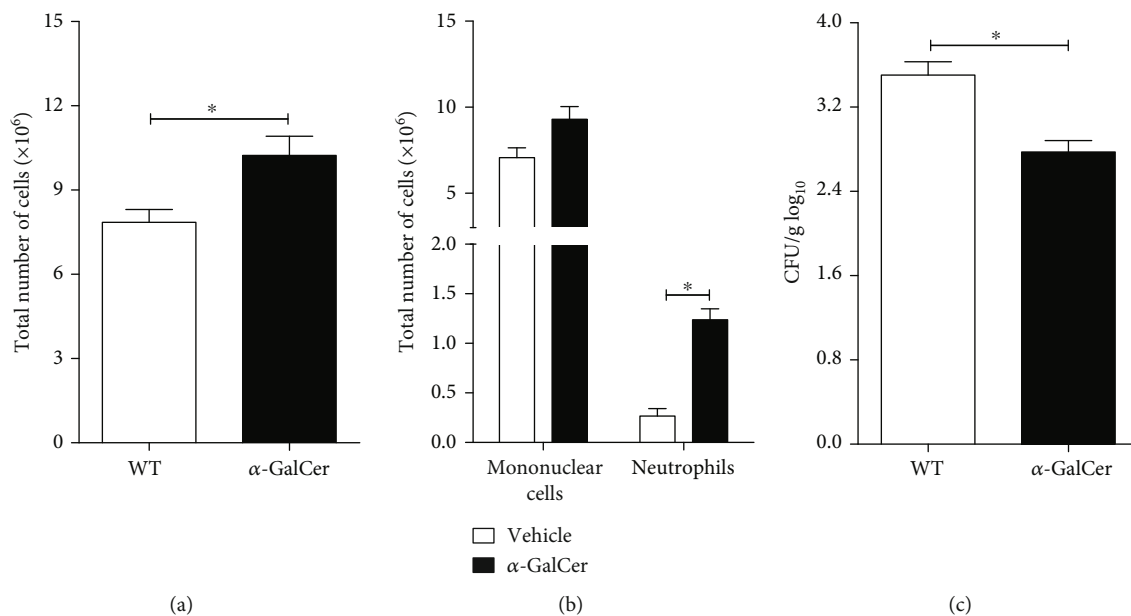 Total number of cells (×10⁶)
15
12
9
6
3
0
*
WT
α-GalCer
(a)
Total number of cells (×10⁶)
15
10
5
2.0
1.5
1.0
0.5
0.0
*
Mononuclear
cells
Neutrophils
Vehicle
α-GalCer
(b)
CFU/g log₁₀
4.0
3.2
2.4
1.6
0.8
0.0
*
WT
α-GalCer
(c)